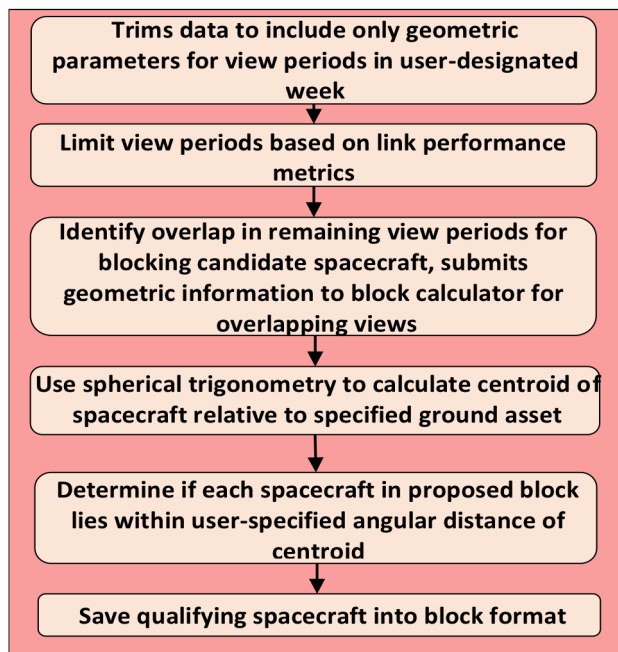 Trims data to include only geometric
parameters for view periods in user-designated
week
Limit view periods based on link performance
metrics
Identify overlap in remaining view periods for
blocking candidate spacecraft, submits
geometric information to block calculator for
overlapping views
Use spherical trigonometry to calculate centroid of
spacecraft relative to specified ground asset
Determine if each spacecraft in proposed block
lies within user-specified angular distance of
centroid
Save qualifying spacecraft into block format